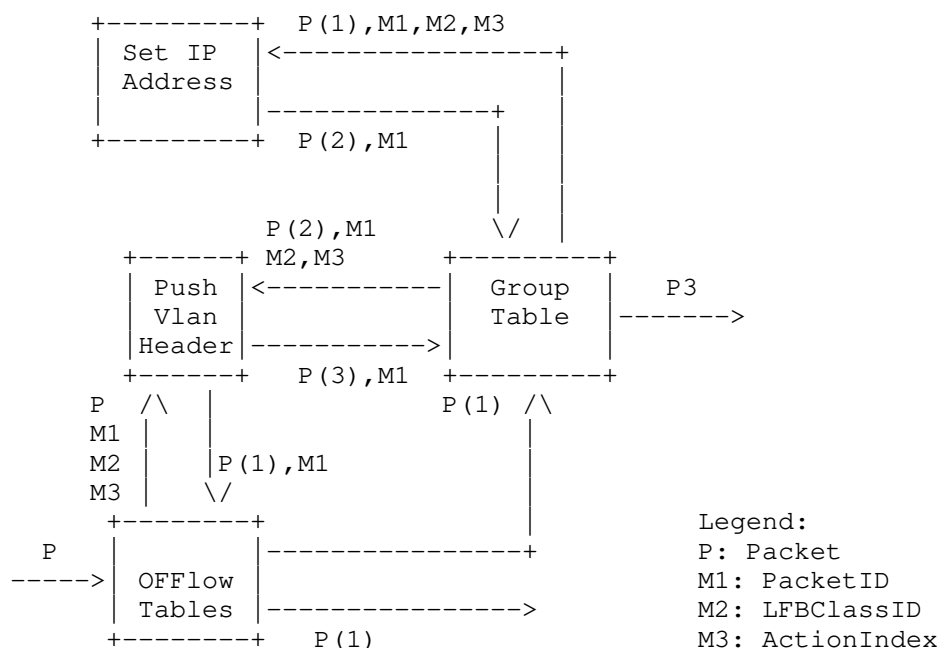 P(1),M1,M2,M3
Set IP
Address
P(2),M1
P(2),M1
M2,M3
Push
Vlan
Header
Group
Table
P3
P(3),M1
P
M1
M2
M3
P(1),M1
P(1)
P
OFFlow
Tables
P(1)
Legend:
P: Packet
M1: PacketID
M2: LFBClassID
M3: ActionIndex